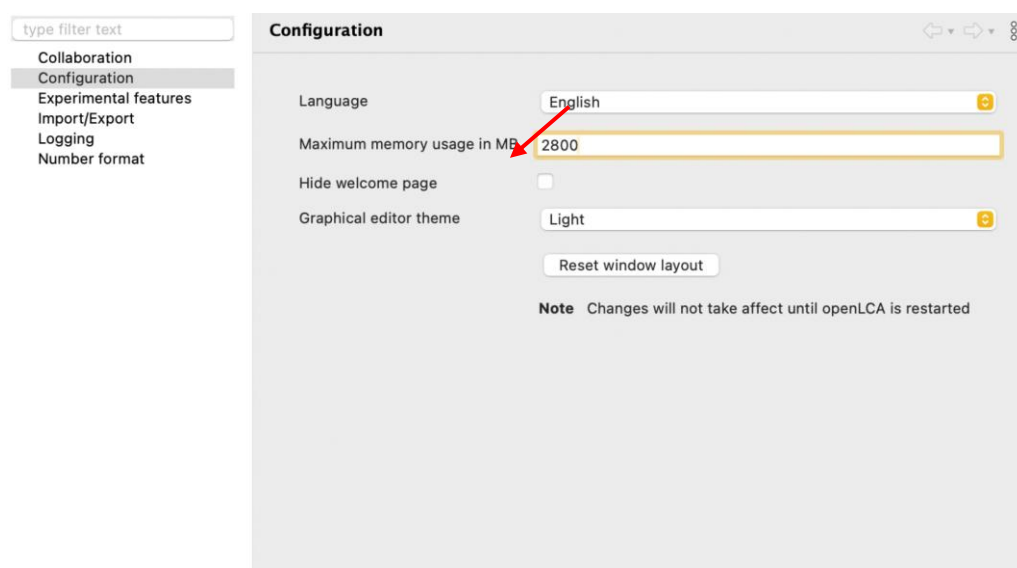 type filter text
Collaboration
Configuration
Experimental features
Import/Export
Logging
Number format
Configuration
Language English
Maximum memory usage in MB 2800
Hide welcome page
Graphical editor theme Light
Reset window layout
Note Changes will not take affect until openLCA is restarted